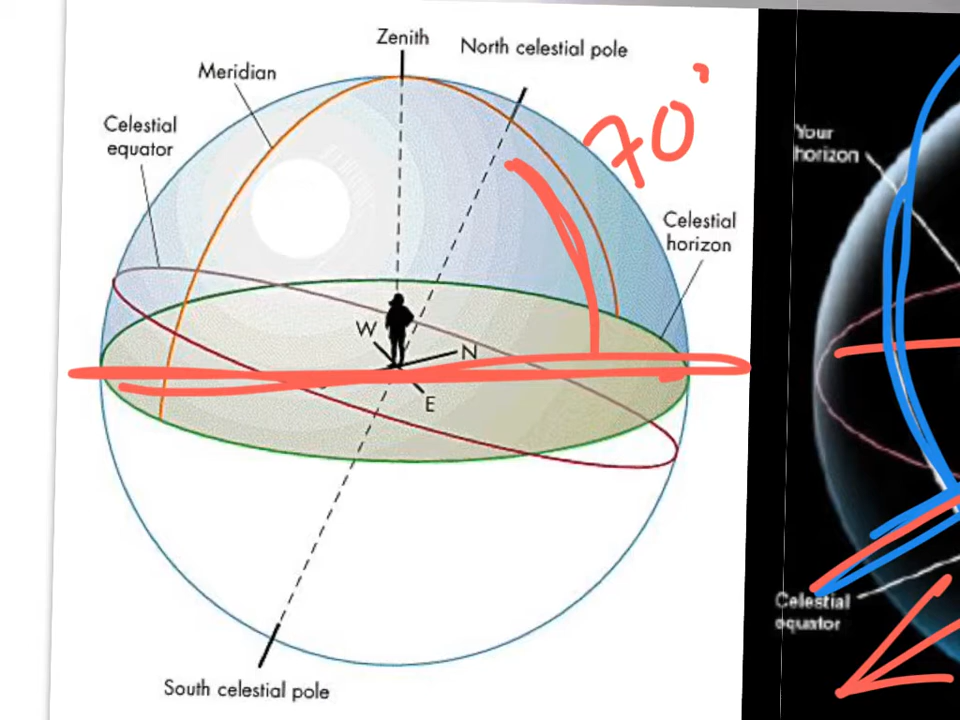 Zenith
North celestial pole
Meridian
70°
Celestial
equator
Your
horizon
Celestial
horizon
W
N
E
Celestial
equator
South celestial pole